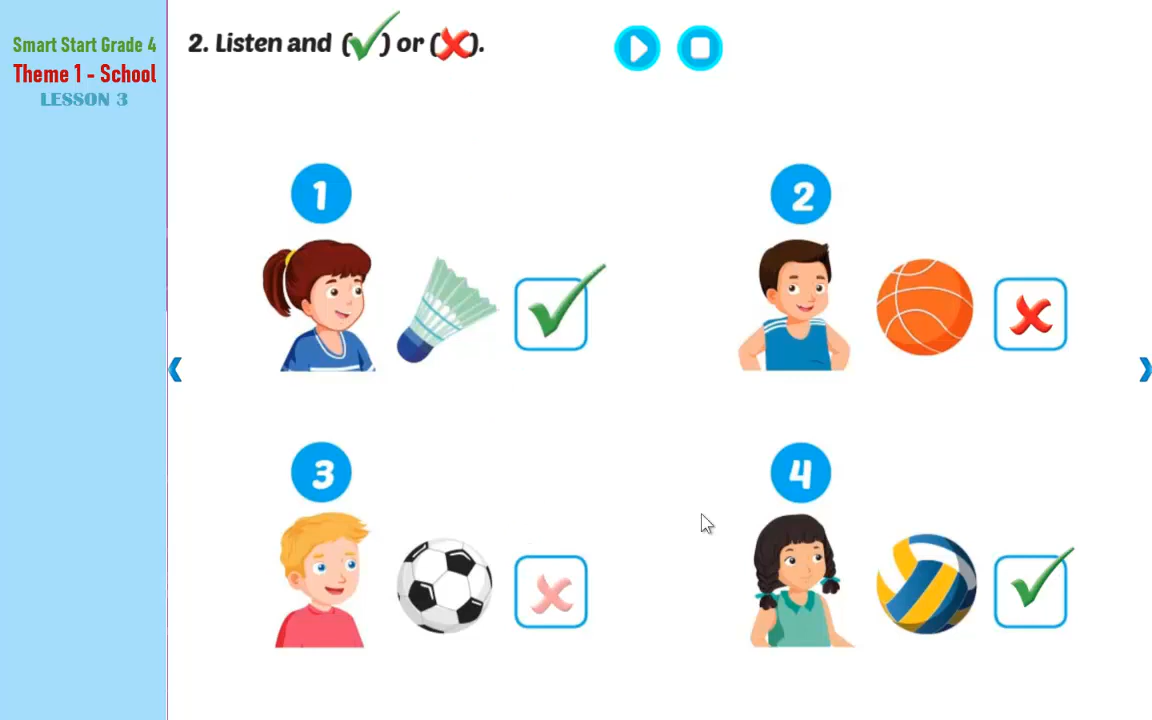 Smart Start Grade 4
Theme 1 - School
LESSON 3
2. Listen and (✓) or (✗).
1
2
3
4